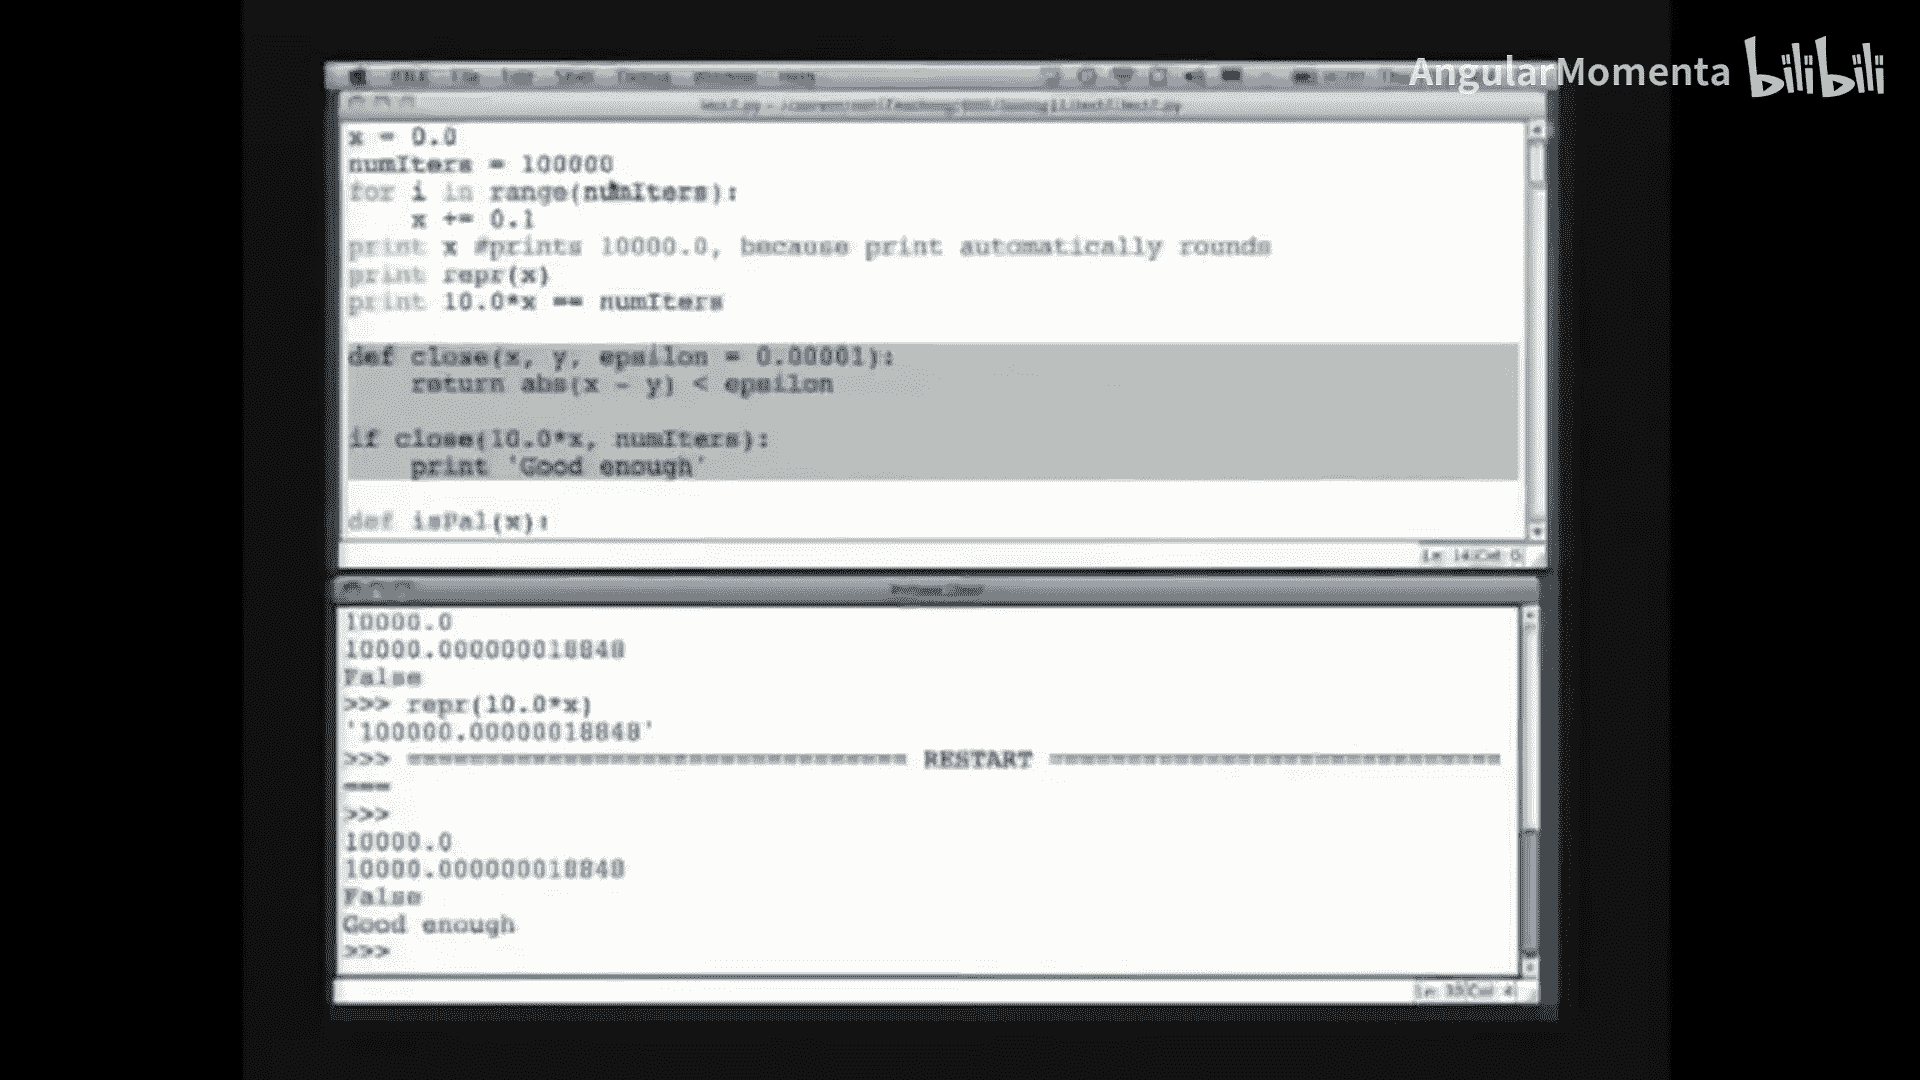 AngularMomenta bilibili
x = 0.0
numIters = 100000
for i in range(numIters):
    x += 0.1
print x #prints 10000.0, because print automatically rounds
print repr(x)
print 10.0*x == numIters
def close(x, y, epsilon = 0.00001):
    return abs(x - y) < epsilon
if close(10.0*x, numIters):
    print 'Good enough'
def isPal(x):
10000.0
10000.000000018848
False
>>> repr(10.0*x)
'100000.00000018848'
>>> ================================ RESTART =============================
===
>>>
10000.0
10000.000000018848
False
Good enough
>>>